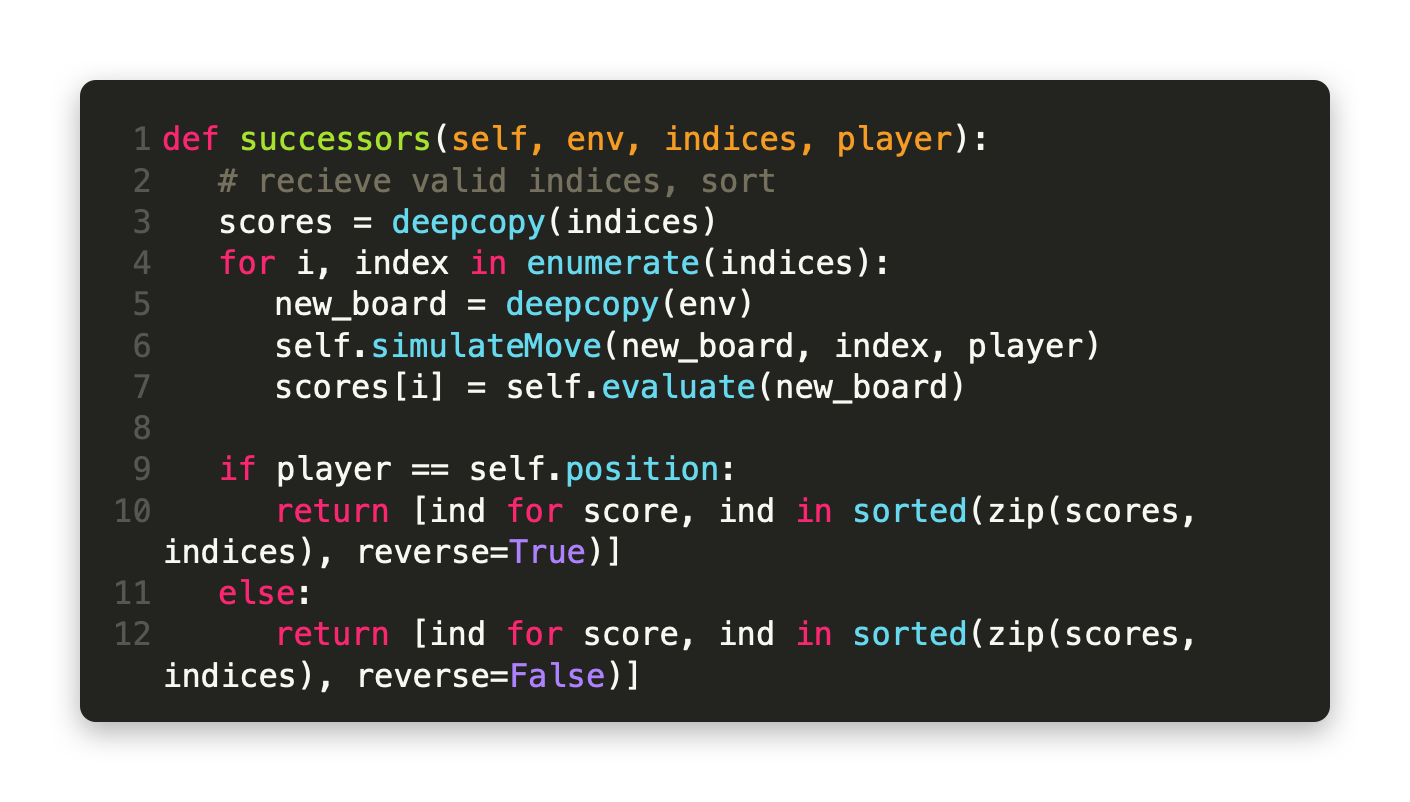 1 def successors(self, env, indices, player):
2    # recieve valid indices, sort
3    scores = deepcopy(indices)
4    for i, index in enumerate(indices):
5       new_board = deepcopy(env)
6       self.simulateMove(new_board, index, player)
7       scores[i] = self.evaluate(new_board)
8
9    if player == self.position:
10       return [ind for score, ind in sorted(zip(scores,
indices), reverse=True)]
11    else:
12       return [ind for score, ind in sorted(zip(scores,
indices), reverse=False)]